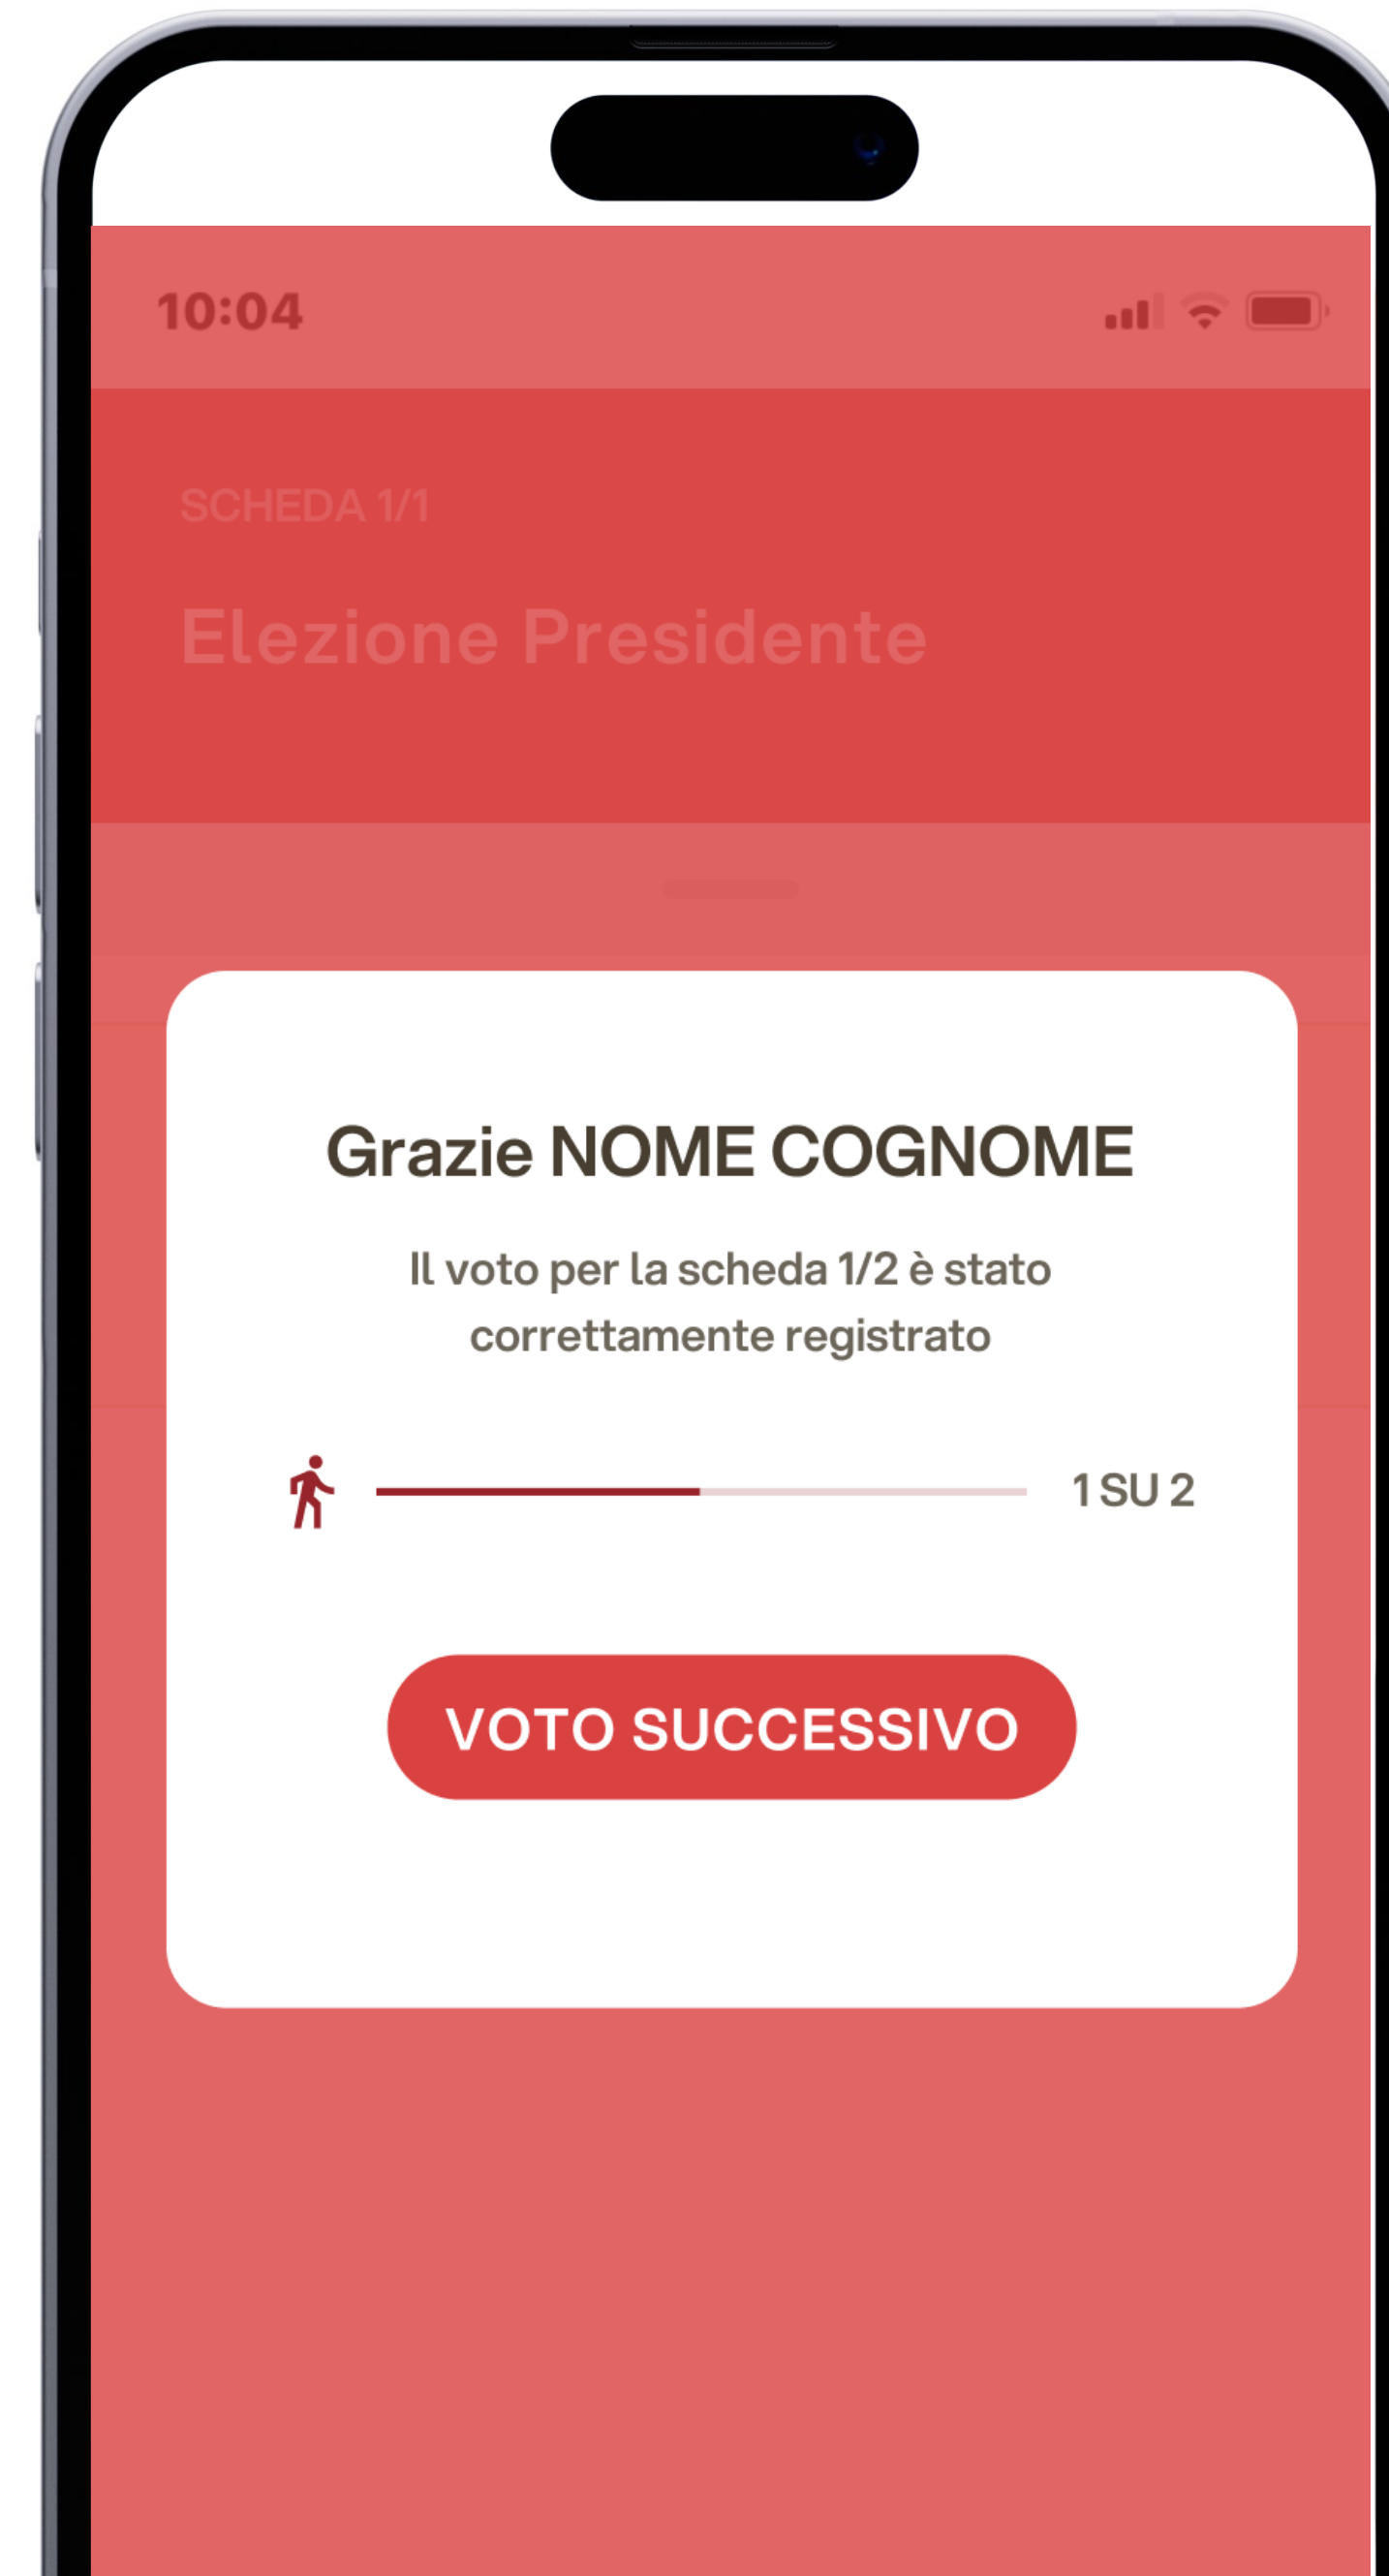 10:04
SCHEDA 1/1
Elezione Presidente
Grazie NOME COGNOME
Il voto per la scheda 1/2 è stato
correttamente registrato
1 SU 2
VOTO SUCCESSIVO